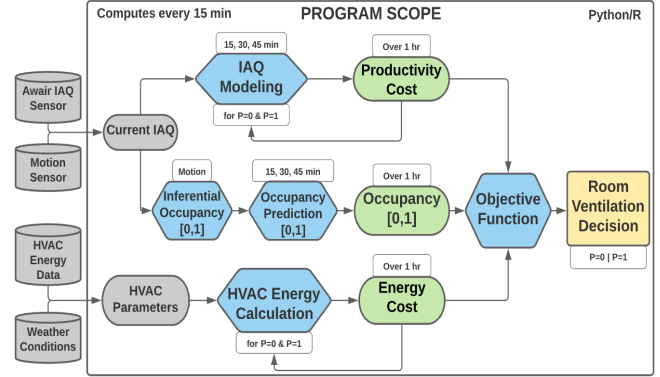 Computes every 15 min
PROGRAM SCOPE
Python/R
15, 30, 45 min
IAQ
Modeling
for P=0 & P=1
Over 1 hr
Productivity
Cost
Awair IAQ
Sensor
Motion
Sensor
Current IAQ
Motion
Inferential
Occupancy
[0,1]
15, 30, 45 min
Occupancy
Prediction
[0,1]
Over 1 hr
Occupancy
[0,1]
Objective
Function
Room
Ventilation
Decision
P=0 | P=1
HVAC
Energy
Data
Weather
Conditions
HVAC
Parameters
HVAC Energy
Calculation
for P=0 & P=1
Over 1 hr
Energy
Cost